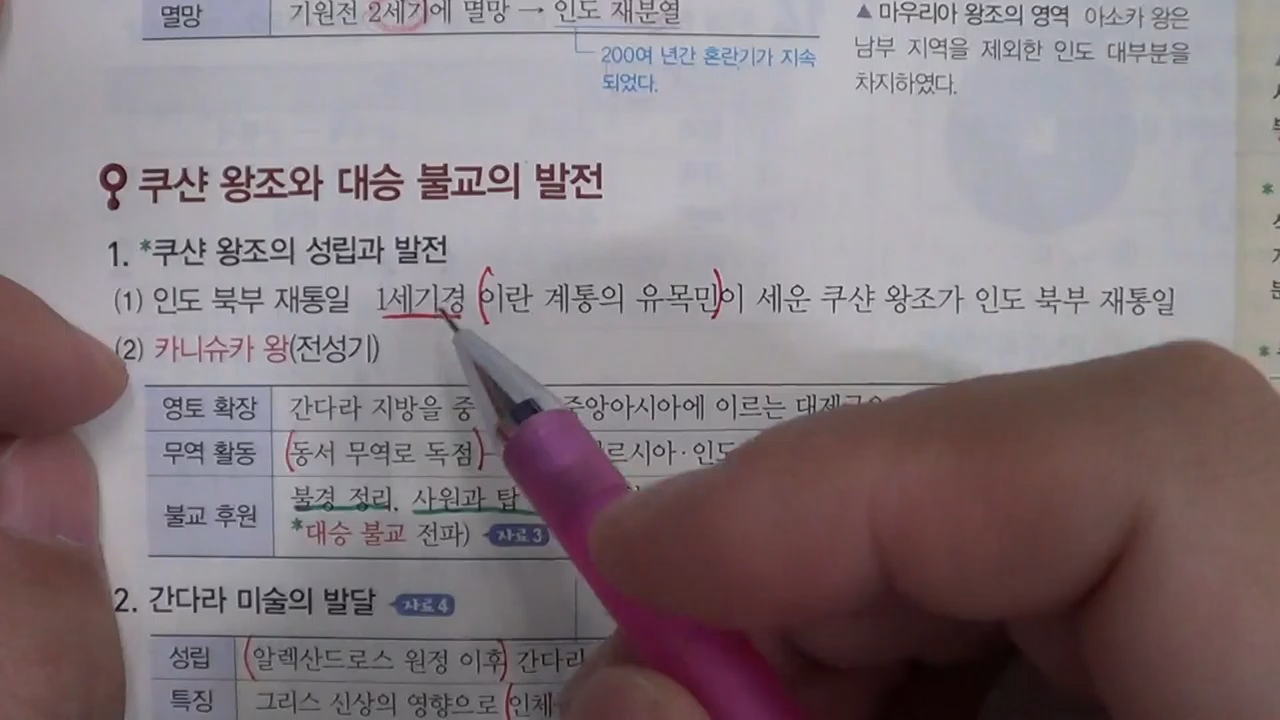 멸망 기원전 2세기에 멸망 → 인도 재분열
200여 년간 혼란기가 지속
되었다.
▲ 마우리아 왕조의 영역 아소카 왕은
남부 지역을 제외한 인도 대부분을
차지하였다.
쿠샨 왕조와 대승 불교의 발전
1. *쿠샨 왕조의 성립과 발전
(1) 인도 북부 재통일 1세기경 (이란 계통의 유목민)이 세운 쿠샨 왕조가 인도 북부 재통일
(2) 카니슈카 왕(전성기)
영토 확장 간다라 지방을 중 중앙아시아에 이르는
무역 활동 (동서 무역로 독점)
불교 후원 불경 정리, 사원과 탑
*대승 불교 전파) 자료 3
2. 간다라 미술의 발달 자료 4
성립 (알렉산드로스 원정 이후) 간다라
특징 그리스 신상의 영향으로 (인체